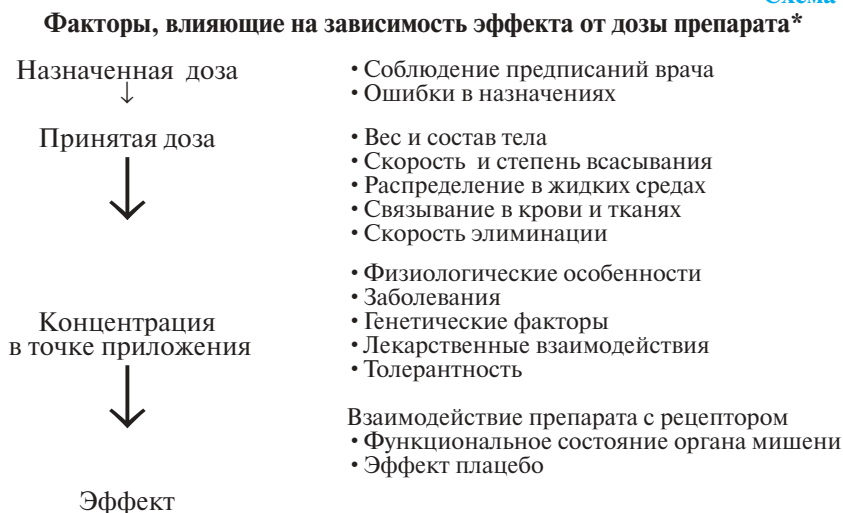 Схема
Факторы, влияющие на зависимость эффекта от дозы препарата*
Назначенная доза
↓
• Соблюдение предписаний врача
• Ошибки в назначениях
Принятая доза
↓
• Вес и состав тела
• Скорость и степень всасывания
• Распределение в жидких средах
• Связывание в крови и тканях
• Скорость элиминации
• Физиологические особенности
• Заболевания
• Генетические факторы
• Лекарственные взаимодействия
• Толерантность
Концентрация
в точке приложения
↓
Взаимодействие препарата с рецептором
• Функциональное состояние органа мишени
• Эффект плацебо
Эффект